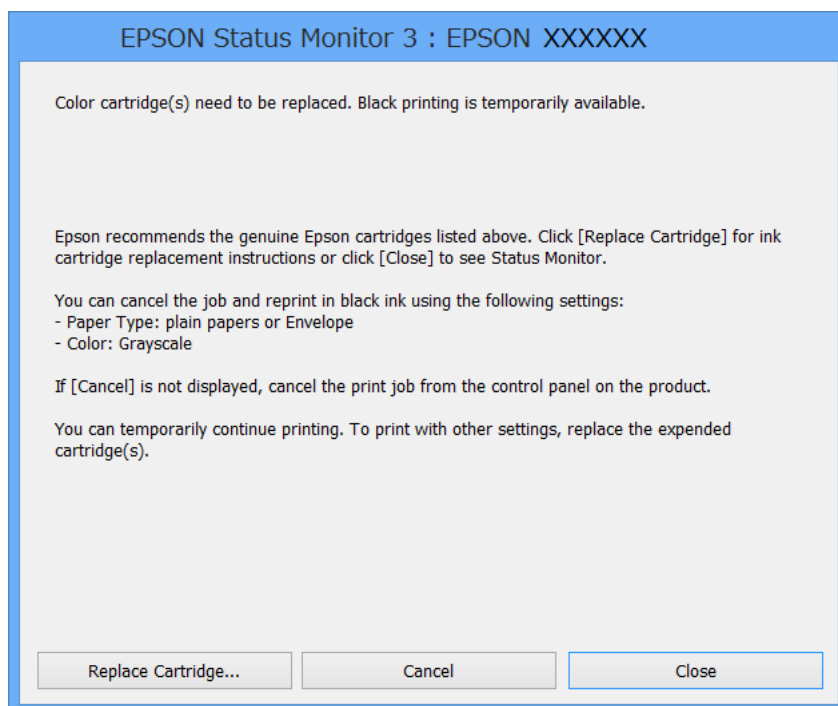 EPSON Status Monitor 3 : EPSON XXXXXX
Color cartridge(s) need to be replaced. Black printing is temporarily available.
Epson recommends the genuine Epson cartridges listed above. Click [Replace Cartridge] for ink
cartridge replacement instructions or click [Close] to see Status Monitor.
You can cancel the job and reprint in black ink using the following settings:
- Paper Type: plain papers or Envelope
- Color: Grayscale
If [Cancel] is not displayed, cancel the print job from the control panel on the product.
You can temporarily continue printing. To print with other settings, replace the expended
cartridge(s).
Replace Cartridge... Cancel Close